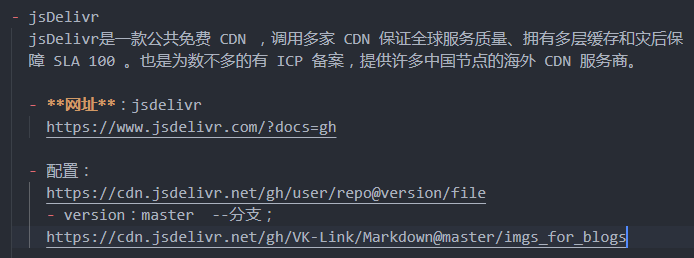 - jsDelivr
jsDelivr是一款公共免费 CDN ，调用多家 CDN 保证全球服务质量、拥有多层缓存和灾后保
障 SLA 100 。也是为数不多的有 ICP 备案，提供许多中国节点的海外 CDN 服务商。
- **网址**：jsdelivr
https://www.jsdelivr.com/?docs=gh
- 配置：
https://cdn.jsdelivr.net/gh/user/repo@version/file
- version：master  --分支；
https://cdn.jsdelivr.net/gh/VK-Link/Markdown@master/imgs_for_blogs